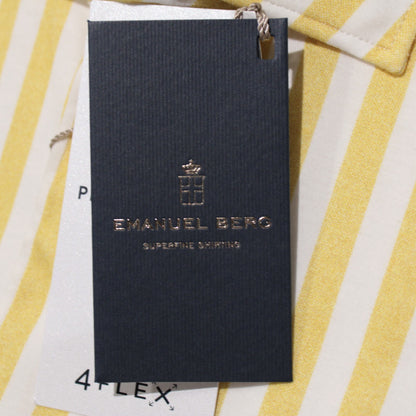 EMANUEL BERG
SUPERFINE SHIRTING
4FLEX